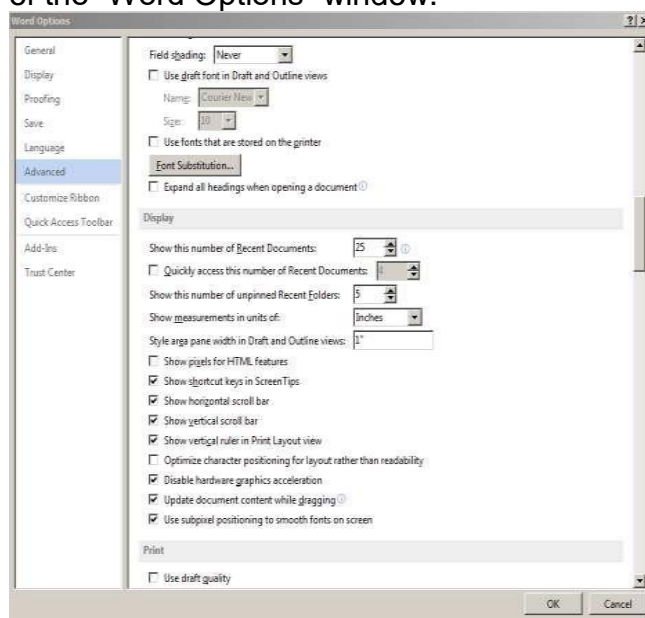 of the "Word Options" window.
Word Options
General
Display
Proofing
Save
Language
Advanced
Customize Ribbon
Quick Access Toolbar
Add-Ins
Trust Center
Field shading: Never
Use draft font in Draft and Outline views
Name: Courier New
Size: 10
Use fonts that are stored on the printer
Font Substitution...
Expand all headings when opening a document
Display
Show this number of Recent Documents: 25
Quickly access this number of Recent Documents: 4
Show this number of unpinned Recent Folders: 5
Show measurements in units of: Inches
Style area pane width in Draft and Outline views: 1"
Show pixels for HTML features
Show shortcut keys in ScreenTips
Show horizontal scroll bar
Show vertical scroll bar
Show vertical ruler in Print Layout view
Optimize character positioning for layout rather than readability
Disable hardware graphics acceleration
Update document content while dragging
Use subpixel positioning to smooth fonts on screen
Print
Use draft quality
OK Cancel